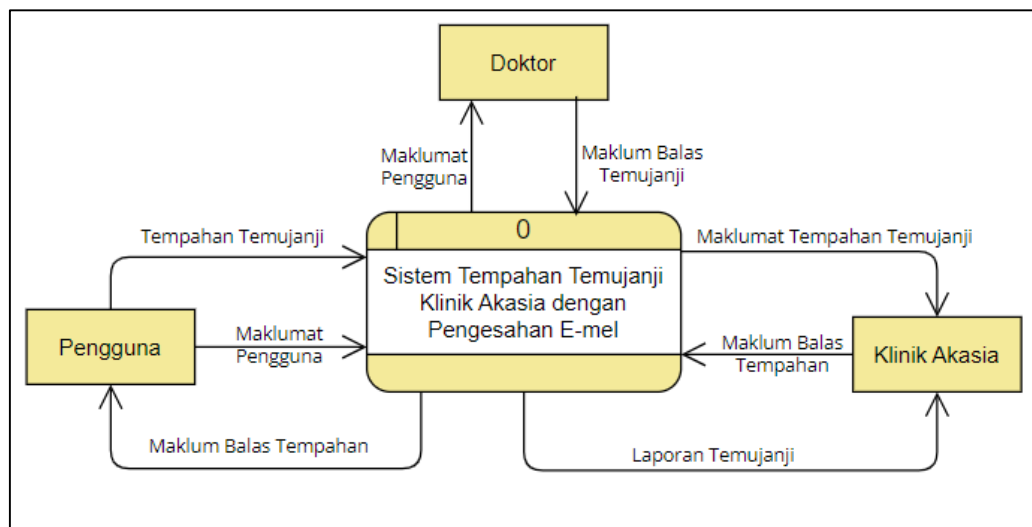 Doktor
Maklumat
Pengguna
Maklum Balas
Temujanji
0
Tempahan Temujanji
Maklumat Tempahan Temujanji
Sistem Tempahan Temujanji
Klinik Akasia dengan
Pengesahan E-mel
Pengguna
Maklumat
Pengguna
Maklum Balas
Tempahan
Klinik Akasia
Maklum Balas Tempahan
Laporan Temujanji